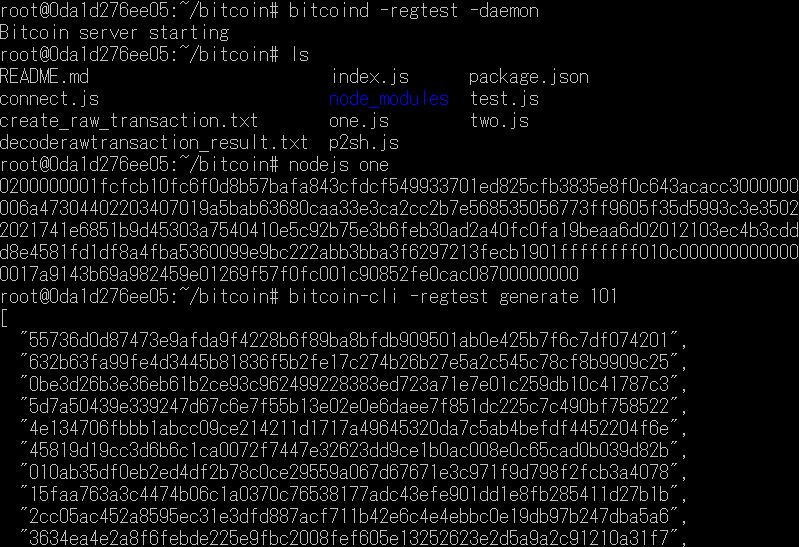 root@0da1d276ee05:~/bitcoin# bitcoind -regtest -daemon
Bitcoin server starting
root@0da1d276ee05:~/bitcoin# ls
README.md index.js package.json
connect.js node_modules test.js
create_raw_transaction.txt one.js two.js
decoderawtransaction_result.txt p2sh.js
root@0da1d276ee05:~/bitcoin# nodejs one
0200000001fcfcb10fc6f0d8b57bafa843cfdcf549933701ed825cfb3835e8f0c643acacc3000000
006a47304402203407019a5bab63680caa33e3ca2cc2b7e568535056773ff9605f35d5993c3e3502
2021741e6851b9d45303a7540410e5c92b75e3b6feb30ad2a40fc0fa19beaa6d02012103ec4b3cdd
d8e4581fd1df8a4fba5360099e9bc222abb3bba3f6297213fecb1901ffffffff010c000000000000
0017a9143b69a982459e01269f57f0fc001c90852fe0cac08700000000
root@0da1d276ee05:~/bitcoin# bitcoin-cli -regtest generate 101
[
"55736d0d87473e9afda9f4228b6f89ba8bfdb909501ab0e425b7f6c7df074201",
"632b63fa99fe4d3445b81836f5b2fe17c274b26b27e5a2c545c78cf8b9909c25",
"0be3d26b3e36eb61b2ce93c962499228383ed723a71e7e01c259db10c41787c3",
"5d7a50439e339247d67c6e7f55b13e02e0e6daee7f851dc225c7c490bf758522",
"4e134706fbbb1abcc09ce214211d1717a49645320da7c5ab4befdf4452204f6e",
"45819d19cc3d6b6c1ca0072f7447e32623dd9ce1b0ac008e0c65cad0b039d82b",
"010ab35df0eb2ed4df2b78c0ce29559a067d67671e3c971f9d798f2fcb3a4078",
"15faa763a3c4474b06c1a0370c76538177adc43efe901dd1e8fb285411d27b1b",
"2cc05ac452a8595ec31e3dfd887acf711b42e6c4e4ebbc0e19db97b247dba5a6",
"3634ea4e2a8f6febde225e9fbc2008fef605e13252623e2d5a9a2c91210a31f7",